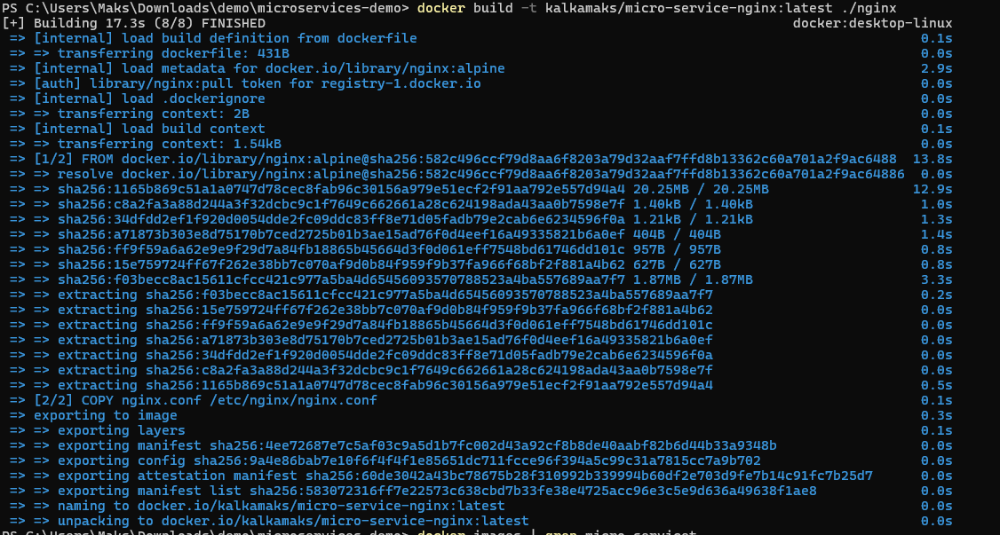 PS C:\Users\Maks\Downloads\demo\microservices-demo> docker build -t kalkamaks/micro-service-nginx:latest ./nginx
[+] Building 17.3s (8/8) FINISHED docker:desktop-linux
=> [internal] load build definition from dockerfile 0.1s
=> => transferring dockerfile: 431B 0.0s
=> [internal] load metadata for docker.io/library/nginx:alpine 2.9s
=> [auth] library/nginx:pull token for registry-1.docker.io 0.0s
=> [internal] load .dockerignore 0.0s
=> => transferring context: 2B 0.0s
=> [internal] load build context 0.1s
=> => transferring context: 1.54kB 0.0s
=> [1/2] FROM docker.io/library/nginx:alpine@sha256:582c496ccf79d8aa6f8203a79d32aaf7ffd8b13362c60a701a2f9ac6488 13.8s
=> => resolve docker.io/library/nginx:alpine@sha256:582c496ccf79d8aa6f8203a79d32aaf7ffd8b13362c60a701a2f9ac64886 0.0s
=> => sha256:1165b869c51a1a0747d78cec8fab96c30156a979e51ecf2f91aa792e557d94a4 20.25MB / 20.25MB 12.9s
=> => sha256:c8a2fa3a88d244a3f32dcbc9c1f7649c662661a28c624198ada43aa0b7598e7f 1.40kB / 1.40kB 1.0s
=> => sha256:34dfdd2ef1f920d0054dde2fc09ddc83ff8e71d05fadb79e2cab6e6234596f0a 1.21kB / 1.21kB 1.3s
=> => sha256:a71873b303e8d75170b7ced2725b01b3ae15ad76f0d4eef16a49335821b6a0ef 404B / 404B 1.4s
=> => sha256:ff9f59a6a62e9e9f29d7a84fb18865b45664d3f0d061eff7548bd61746dd101c 957B / 957B 0.8s
=> => sha256:15e759724ff67f262e38bb7c070af9d0b84f959f9b37fa966f68bf2f881a4b62 627B / 627B 0.8s
=> => sha256:f03becc8ac15611cfcc421c977a5ba4d65456093570788523a4ba557689aa7f7 1.87MB / 1.87MB 3.3s
=> => extracting sha256:f03becc8ac15611cfcc421c977a5ba4d65456093570788523a4ba557689aa7f7 0.2s
=> => extracting sha256:15e759724ff67f262e38bb7c070af9d0b84f959f9b37fa966f68bf2f881a4b62 0.0s
=> => extracting sha256:ff9f59a6a62e9e9f29d7a84fb18865b45664d3f0d061eff7548bd61746dd101c 0.0s
=> => extracting sha256:a71873b303e8d75170b7ced2725b01b3ae15ad76f0d4eef16a49335821b6a0ef 0.0s
=> => extracting sha256:34dfdd2ef1f920d0054dde2fc09ddc83ff8e71d05fadb79e2cab6e6234596f0a 0.0s
=> => extracting sha256:c8a2fa3a88d244a3f32dcbc9c1f7649c662661a28c624198ada43aa0b7598e7f 0.0s
=> => extracting sha256:1165b869c51a1a0747d78cec8fab96c30156a979e51ecf2f91aa792e557d94a4 0.5s
=> [2/2] COPY nginx.conf /etc/nginx/nginx.conf 0.1s
=> exporting to image 0.3s
=> => exporting layers 0.1s
=> => exporting manifest sha256:4ee72687e7c5af03c9a5d1b7fc002d43a92cf8b8de40aabf82b6d44b33a9348b 0.0s
=> => exporting config sha256:9a4e86bab7e10f6f4f4f1e85651dc711fcce96f394a5c99c31a7815cc7a9b702 0.0s
=> => exporting attestation manifest sha256:60de3042a43bc78675b28f310992b339994b60df2e703d9fe7b14c91fc7b25d7 0.0s
=> => exporting manifest list sha256:583072316ff7e22573c638cbd7b33fe38e4725acc96e3c5e9d636a49638f1ae8 0.0s
=> => naming to docker.io/kalkamaks/micro-service-nginx:latest 0.0s
=> => unpacking to docker.io/kalkamaks/micro-service-nginx:latest 0.0s
PS C:\Users\Maks\Downloads\demo\microservices-demo> docker images | grep